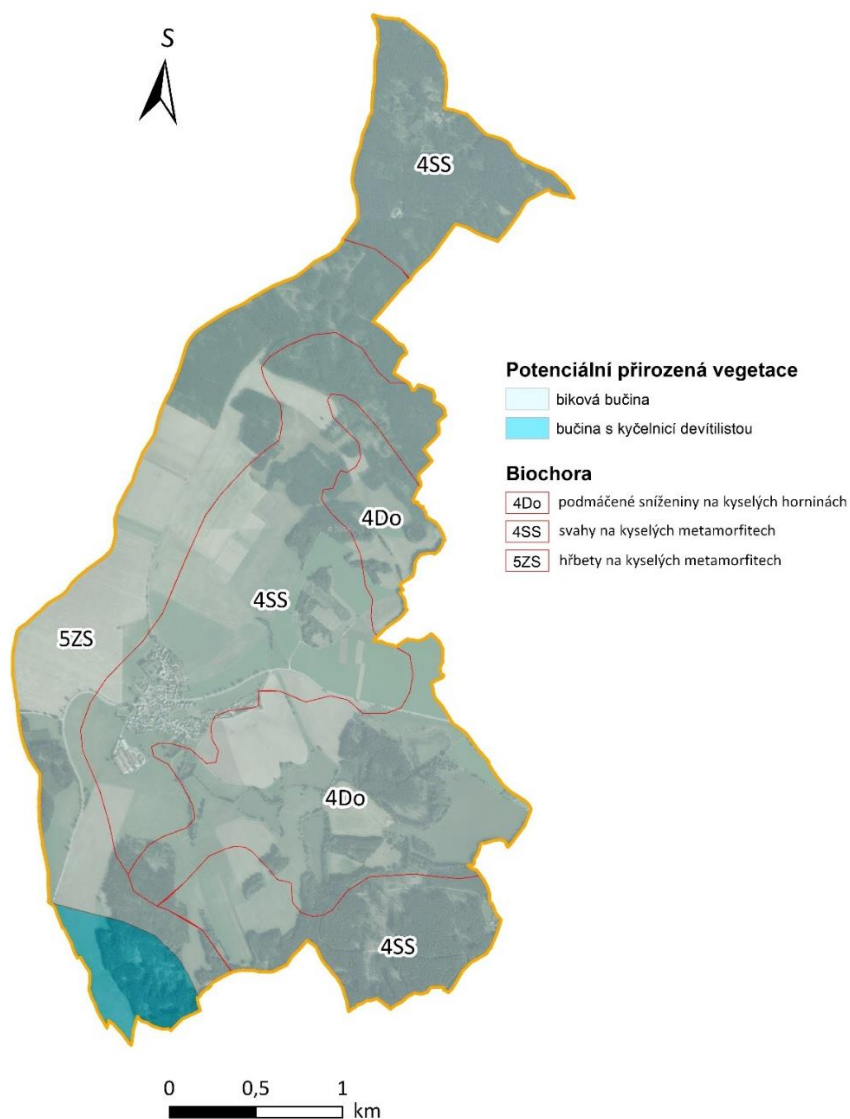 S
4SS
4Do
4SS
5ZS
4Do
4SS
Potenciální přirozená vegetace
biková bučina
bučina s kyčelnicí devítilistou
Biochora
4Do podmáčené sníženiny na kyselých horninách
4SS svahy na kyselých metamorfitech
5ZS hřbety na kyselých metamorfitech
0 0,5 1
km